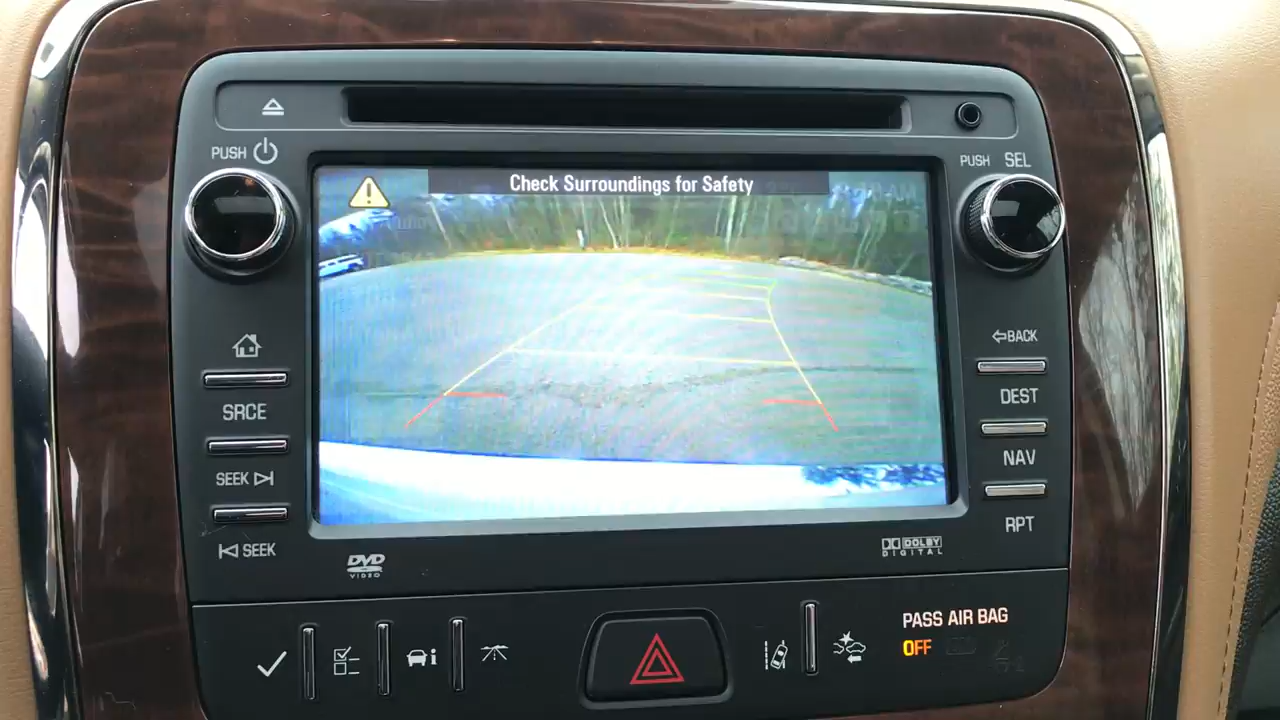 PUSH
PUSH SEL
Check Surroundings for Safety
BACK
SRCE
DEST
SEEK
NAV
SEEK
RPT
DVD
VIDEO
DOLBY
DIGITAL
PASS AIR BAG
OFF